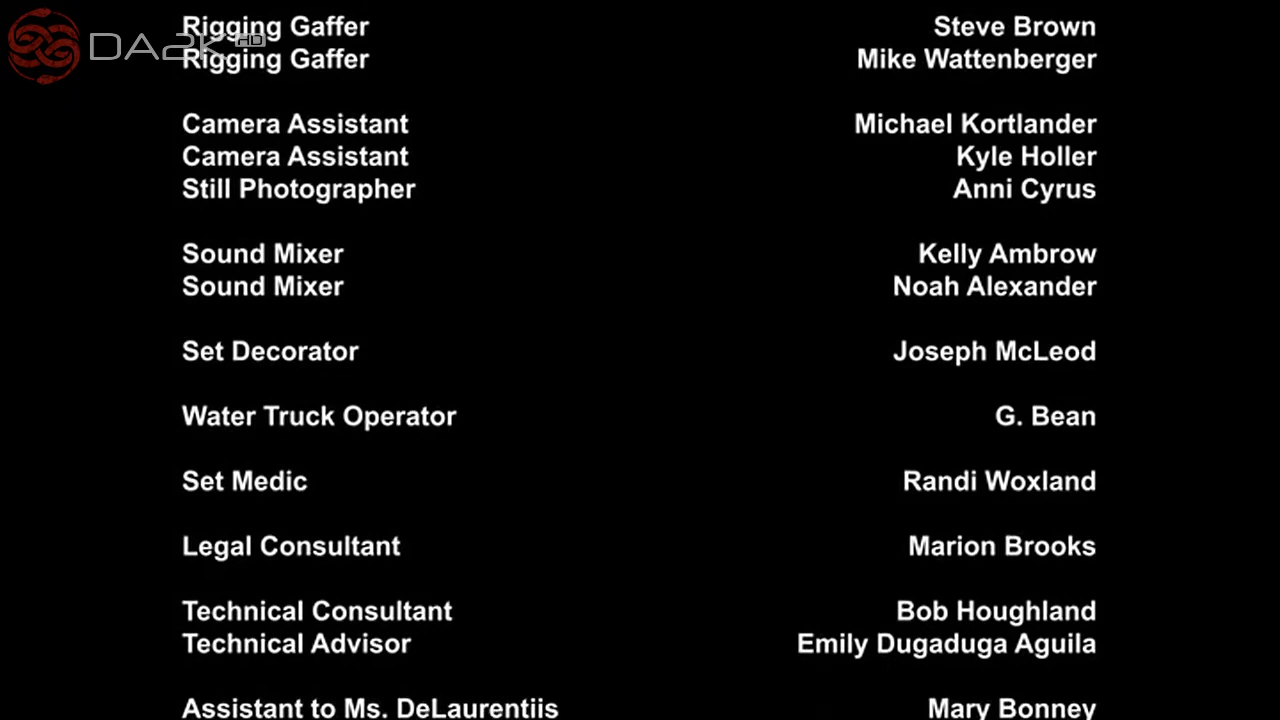 DA2K HD
Rigging Gaffer Steve Brown
Rigging Gaffer Mike Wattenberger
Camera Assistant Michael Kortlander
Camera Assistant Kyle Holler
Still Photographer Anni Cyrus
Sound Mixer Kelly Ambrow
Sound Mixer Noah Alexander
Set Decorator Joseph McLeod
Water Truck Operator G. Bean
Set Medic Randi Woxland
Legal Consultant Marion Brooks
Technical Consultant Bob Houghland
Technical Advisor Emily Dugaduga Aguila
Assistant to Ms. DeLaurentiis Mary Bonney